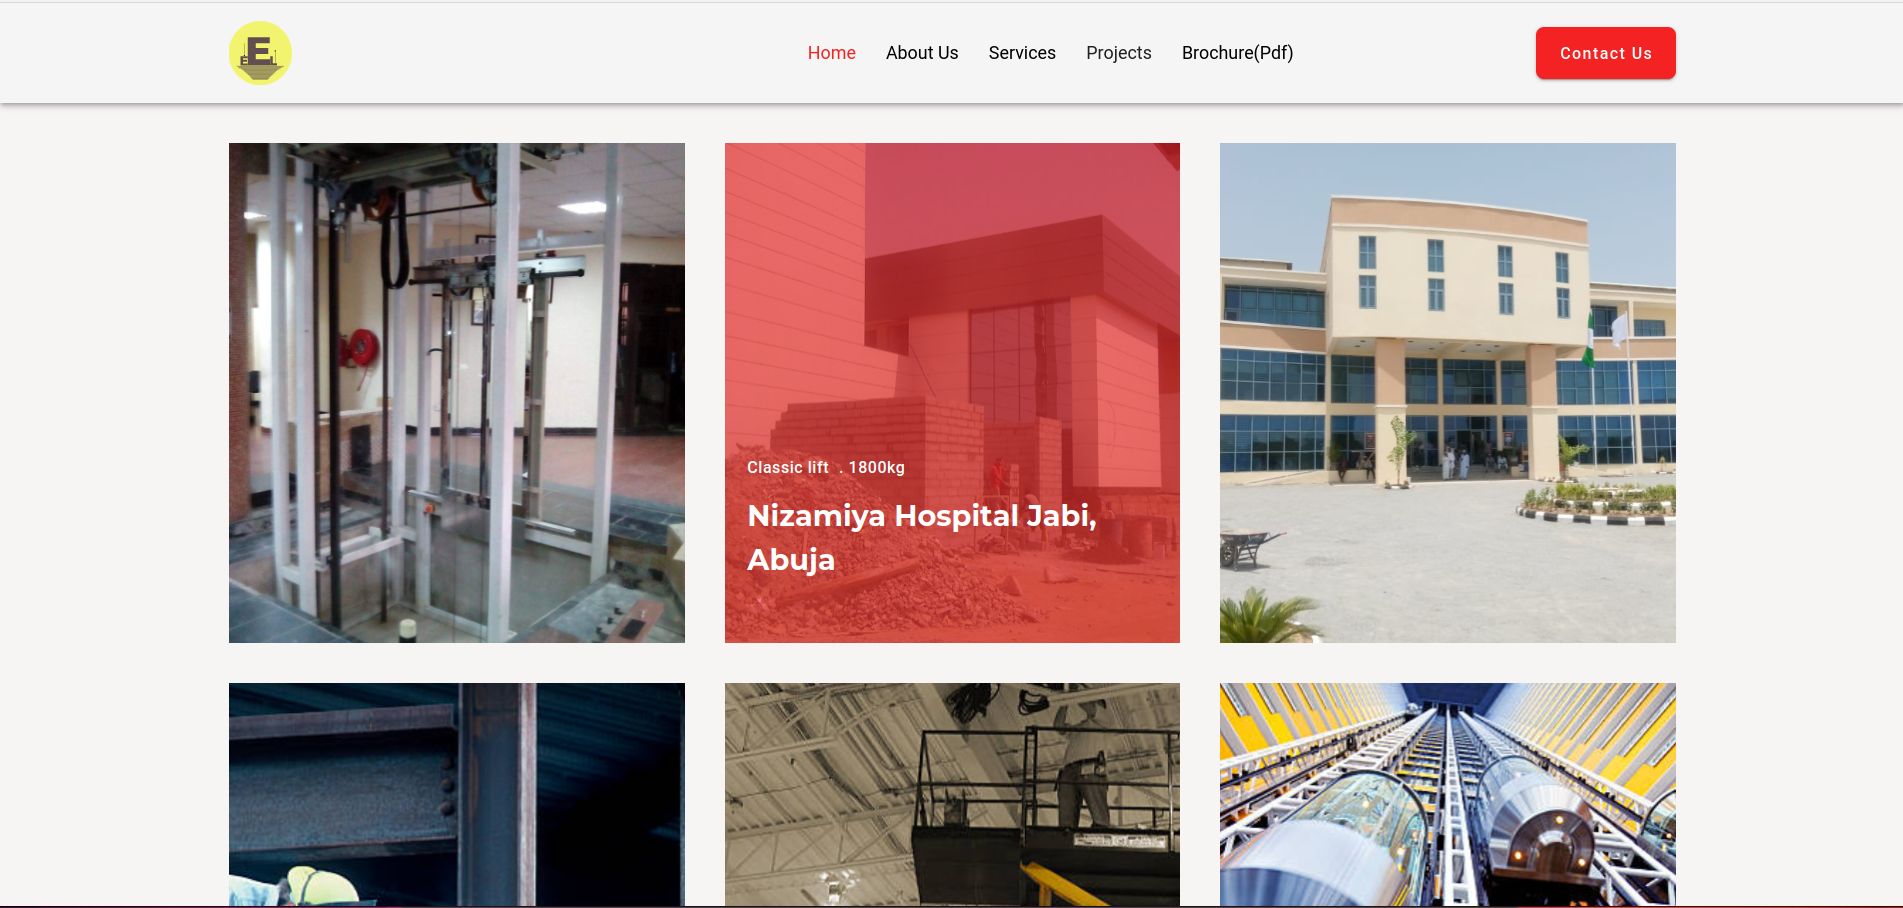 E
Home
About Us
Services
Projects
Brochure(Pdf)
Contact Us
Classic lift . 1800kg
Nizamiya Hospital Jabi,
Abuja